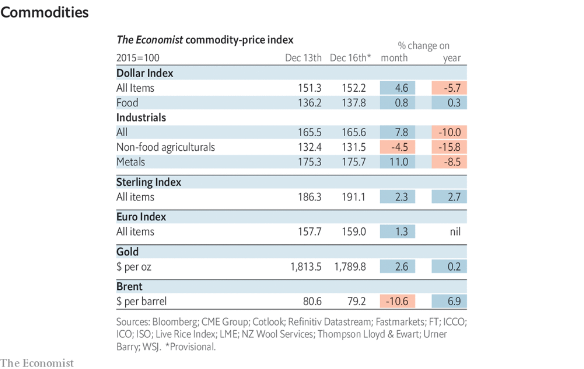 Commodities
The Economist commodity-price index
% change on
2015=100 Dec 13th Dec 16th* month year
Dollar Index
All Items 151.3 152.2 4.6 -5.7
Food 136.2 137.8 0.8 0.3
Industrials
All 165.5 165.6 7.8 -10.0
Non-food agriculturals 132.4 131.5 -4.5 -15.8
Metals 175.3 175.7 11.0 -8.5
Sterling Index
All items 186.3 191.1 2.3 2.7
Euro Index
All items 157.7 159.0 1.3 nil
Gold
$ per oz 1,813.5 1,789.8 2.6 0.2
Brent
$ per barrel 80.6 79.2 -10.6 6.9
Sources: Bloomberg; CME Group; Cotlook; Refinitiv Datastream; Fastmarkets; FT; ICCO;
ICO; ISO; Live Rice Index; LME; NZ Wool Services; Thompson Lloyd & Ewart; Urner
Barry; WSJ. *Provisional.
The Economist